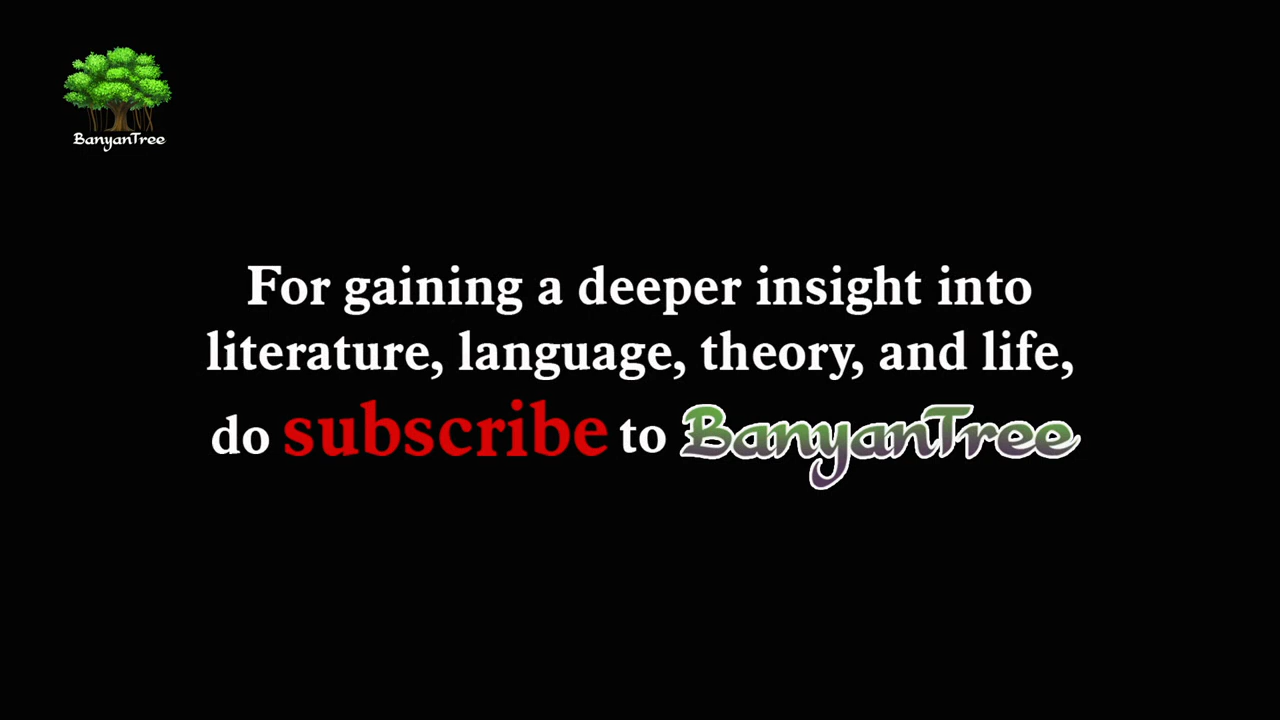 BanyanTree
For gaining a deeper insight into
literature, language, theory, and life,
do subscribe to BanyanTree